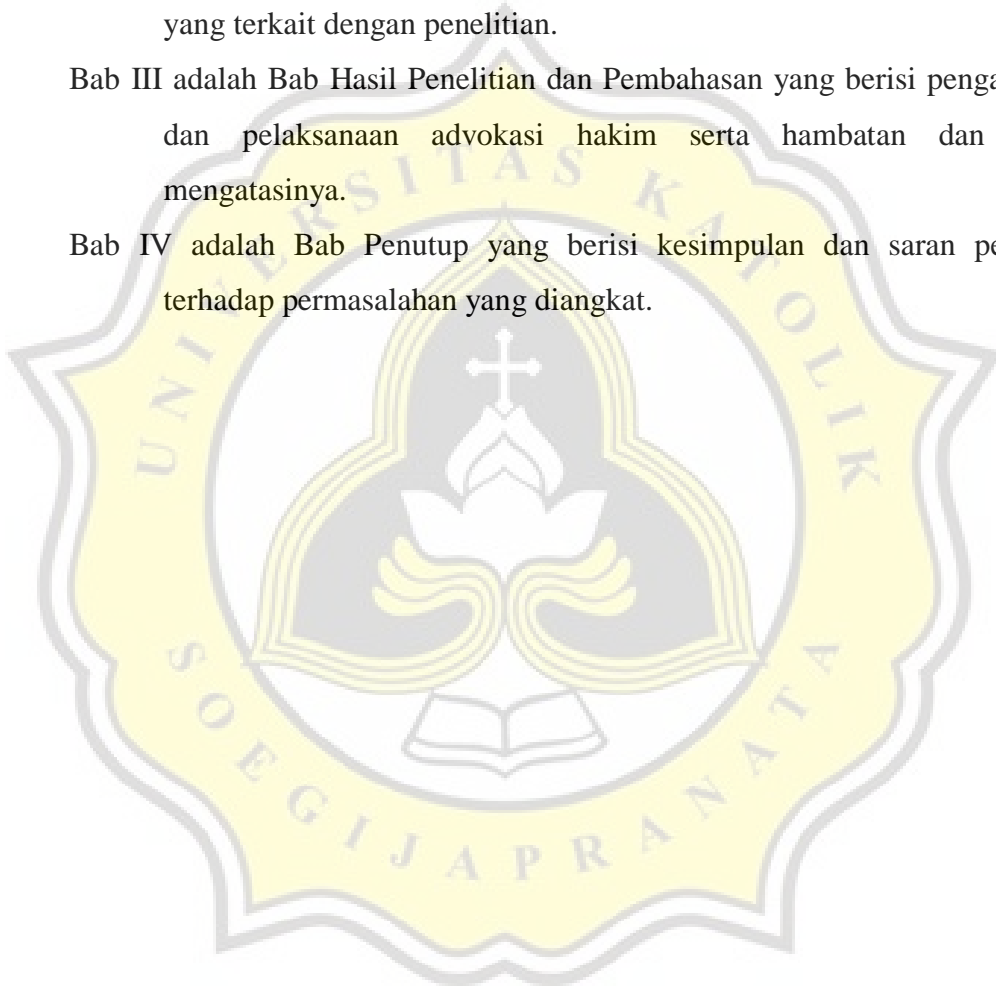 yang terkait dengan penelitian.
Bab III adalah Bab Hasil Penelitian dan Pembahasan yang berisi
dan pelaksanaan advokasi hakim serta hambatan dan
mengatasinya.
Bab IV adalah Bab Penutup yang berisi kesimpulan dan saran
terhadap permasalahan yang diangkat.
UNIVERSITAS KATOLIK
SOEGIJAPRANATA